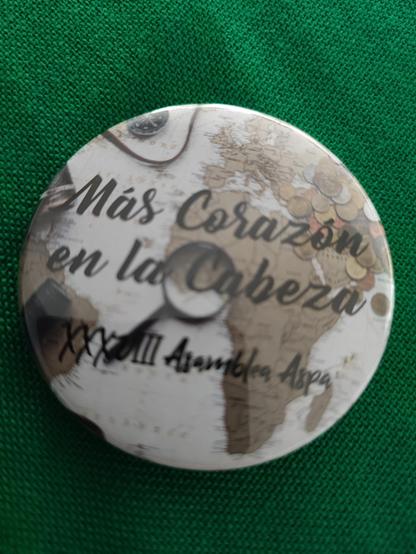 Más Corazón
en la Cabeza
XXXVIII Asamblea Aspa